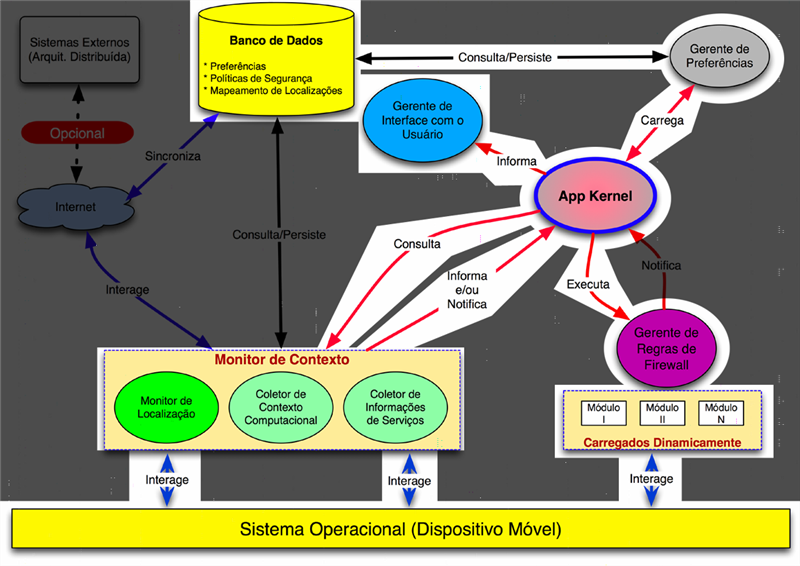 Sistemas Externos
(Arquit. Distribuída)
Opcional
Internet
Sincroniza
Interage
Banco de Dados
* Preferências
* Políticas de Segurança
* Mapeamento de Localizações
Consulta/Persiste
Gerente de
Preferências
Gerente de
Interface com o
Usuário
Informa
Carrega
App Kernel
Consulta/Persiste
Consulta
Informa
e/ou
Notifica
Executa
Notifica
Gerente de
Regras de
Firewall
Monitor de Contexto
Monitor de
Localização
Coletor de
Contexto
Computacional
Coletor de
Informações
de Serviços
Módulo
I
Módulo
II
Módulo
N
Carregados Dinamicamente
Interage
Interage
Interage
Sistema Operacional (Dispositivo Móvel)